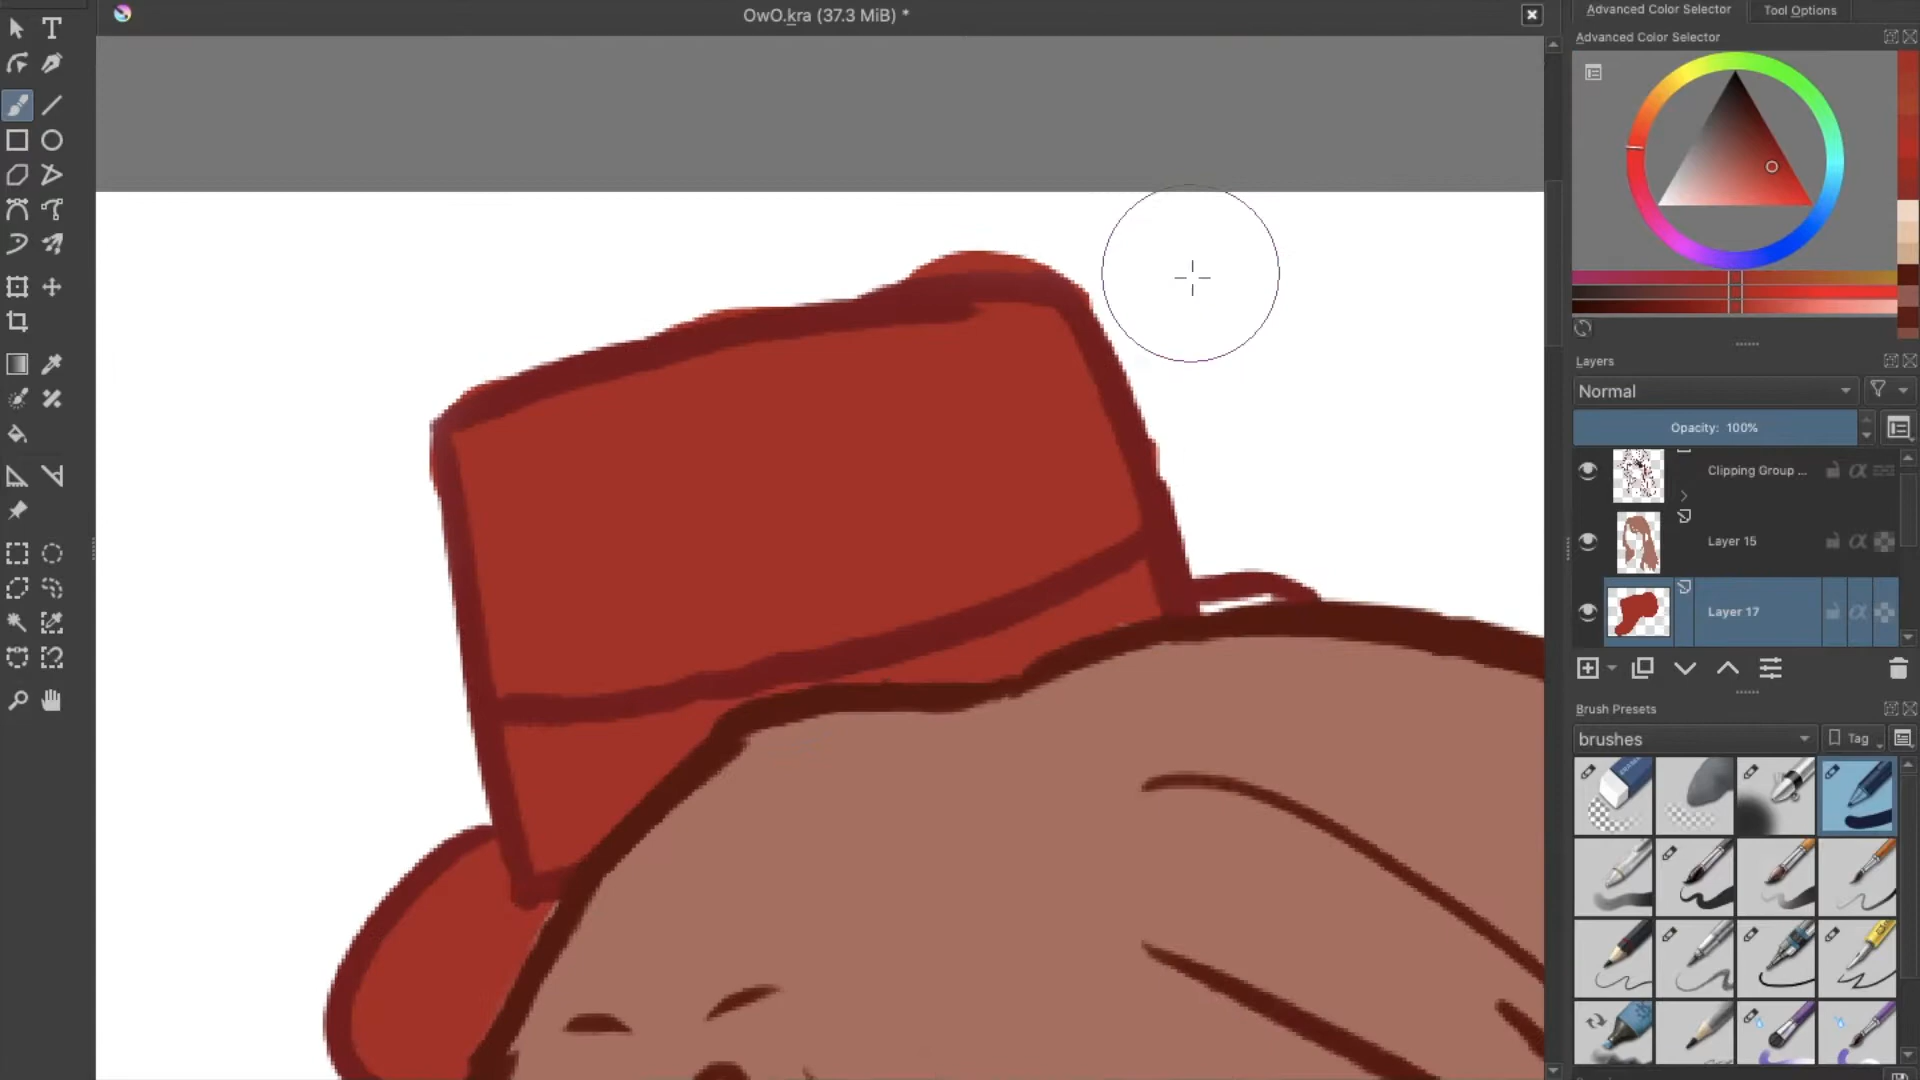 OwO.kra (37.3 MiB) *
Advanced Color Selector
Tool Options
Advanced Color Selector
Layers
Normal
Opacity: 100%
Clipping Group ...
Layer 15
Layer 17
Brush Presets
brushes
Tag